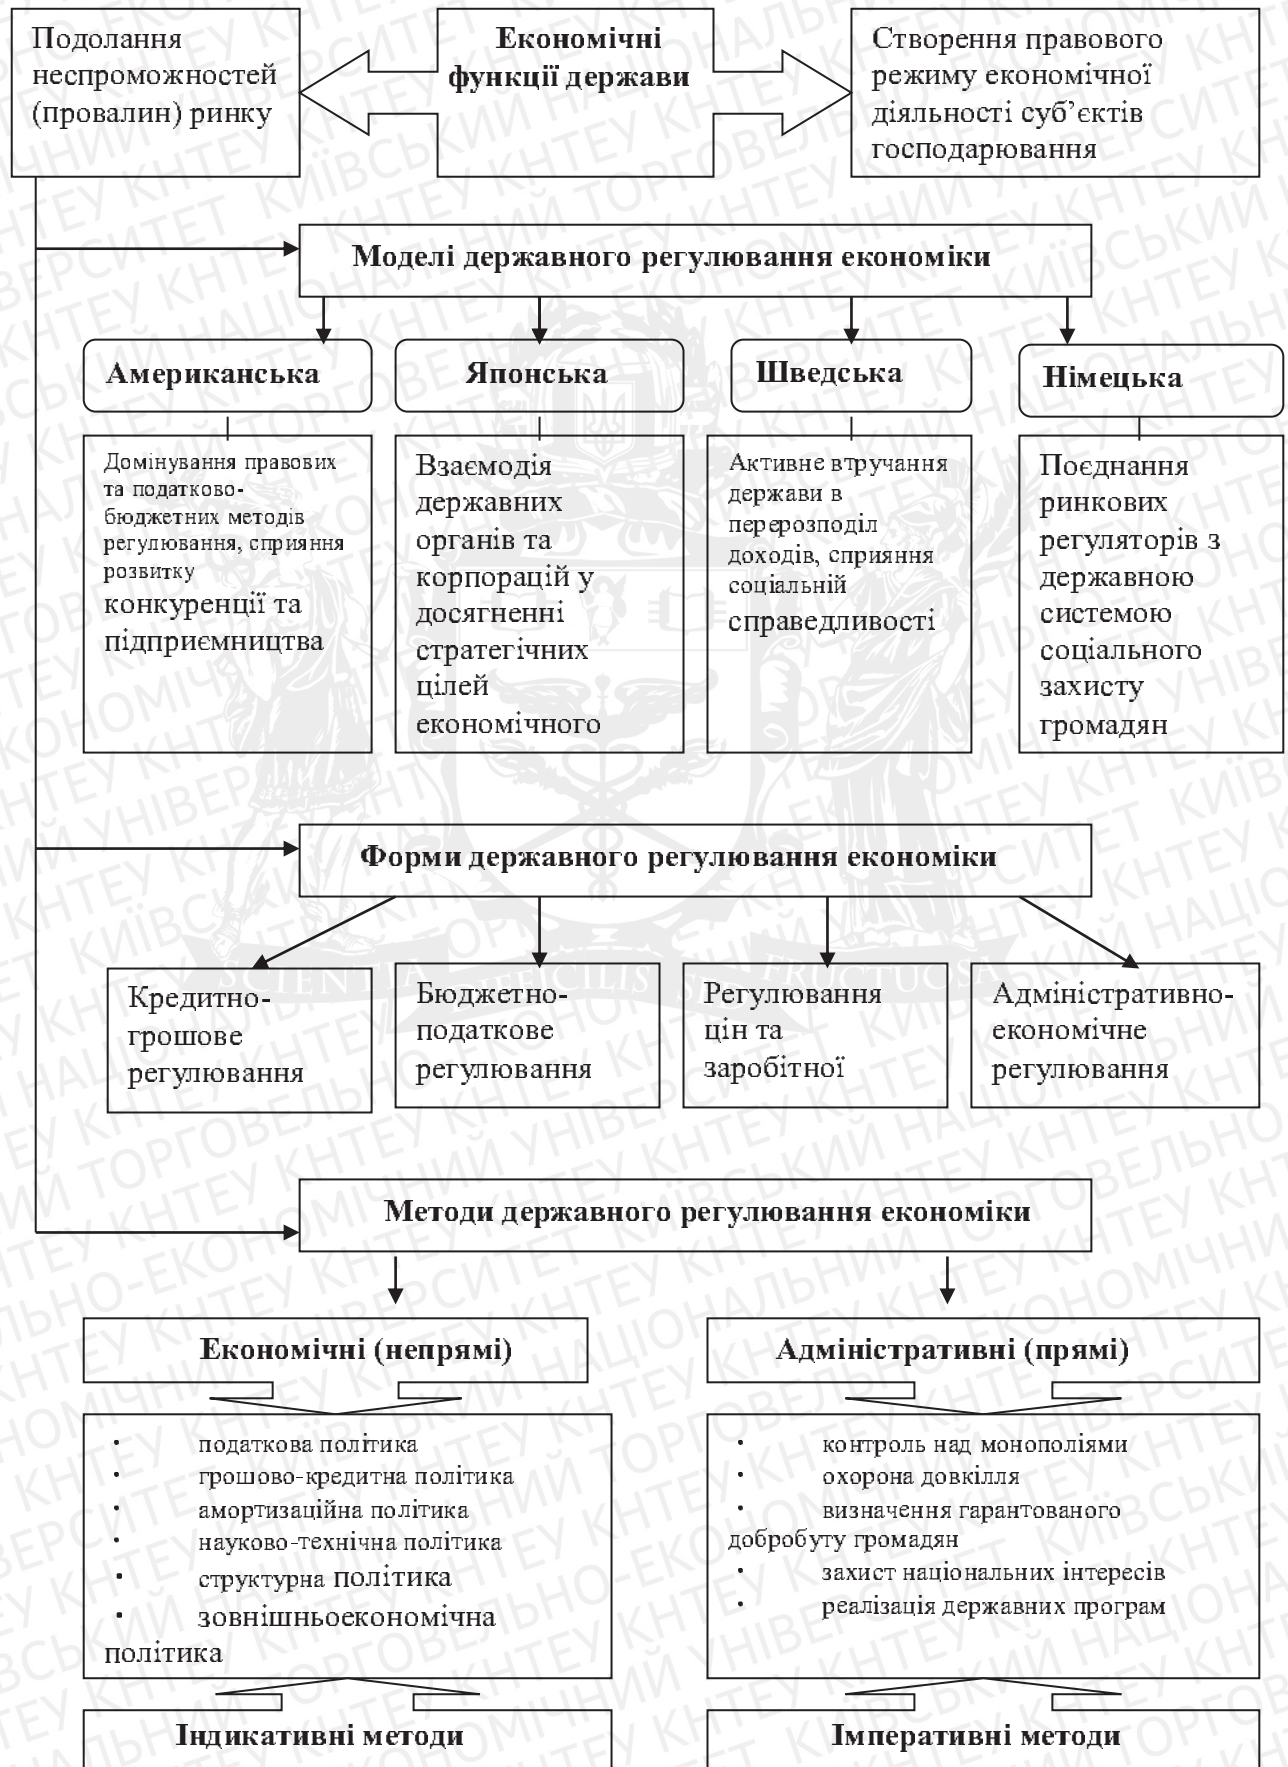 Подолання
неспроможностей
(провалин) ринку
Економічні
функції держави
Створення правового
режиму економічної
діяльності суб’єктів
господарювання
Моделі державного регулювання економіки
Американська
Японська
Шведська
Німецька
Домінування правових
та податково-
бюджетних методів
регулювання, сприяння
розвитку
конкуренції та
підприємництва
Взаємодія
державних
органів та
корпорацій у
досягненні
стратегічних
цілей
економічного
Активне втручання
держави в
перерозподіл
доходів, сприяння
соціальній
справедливості
Поєднання
ринкових
регуляторів з
державною
системою
соціального
захисту
громадян
Форми державного регулювання економіки
Кредитно-
грошове
регулювання
Бюджетно-
податкове
регулювання
Регулювання
цін та
заробітної
Адміністративно-
економічне
регулювання
Методи державного регулювання економіки
Економічні (непрямі)
Адміністративні (прямі)
• податкова політика
• грошово-кредитна політика
• амортизаційна політика
• науково-технічна політика
• структурна політика
• зовнішньоекономічна
політика
• контроль над монополіями
• охорона довкілля
• визначення гарантованого
добробуту громадян
• захист національних інтересів
• реалізація державних програм
Індикативні методи
Імперативні методи